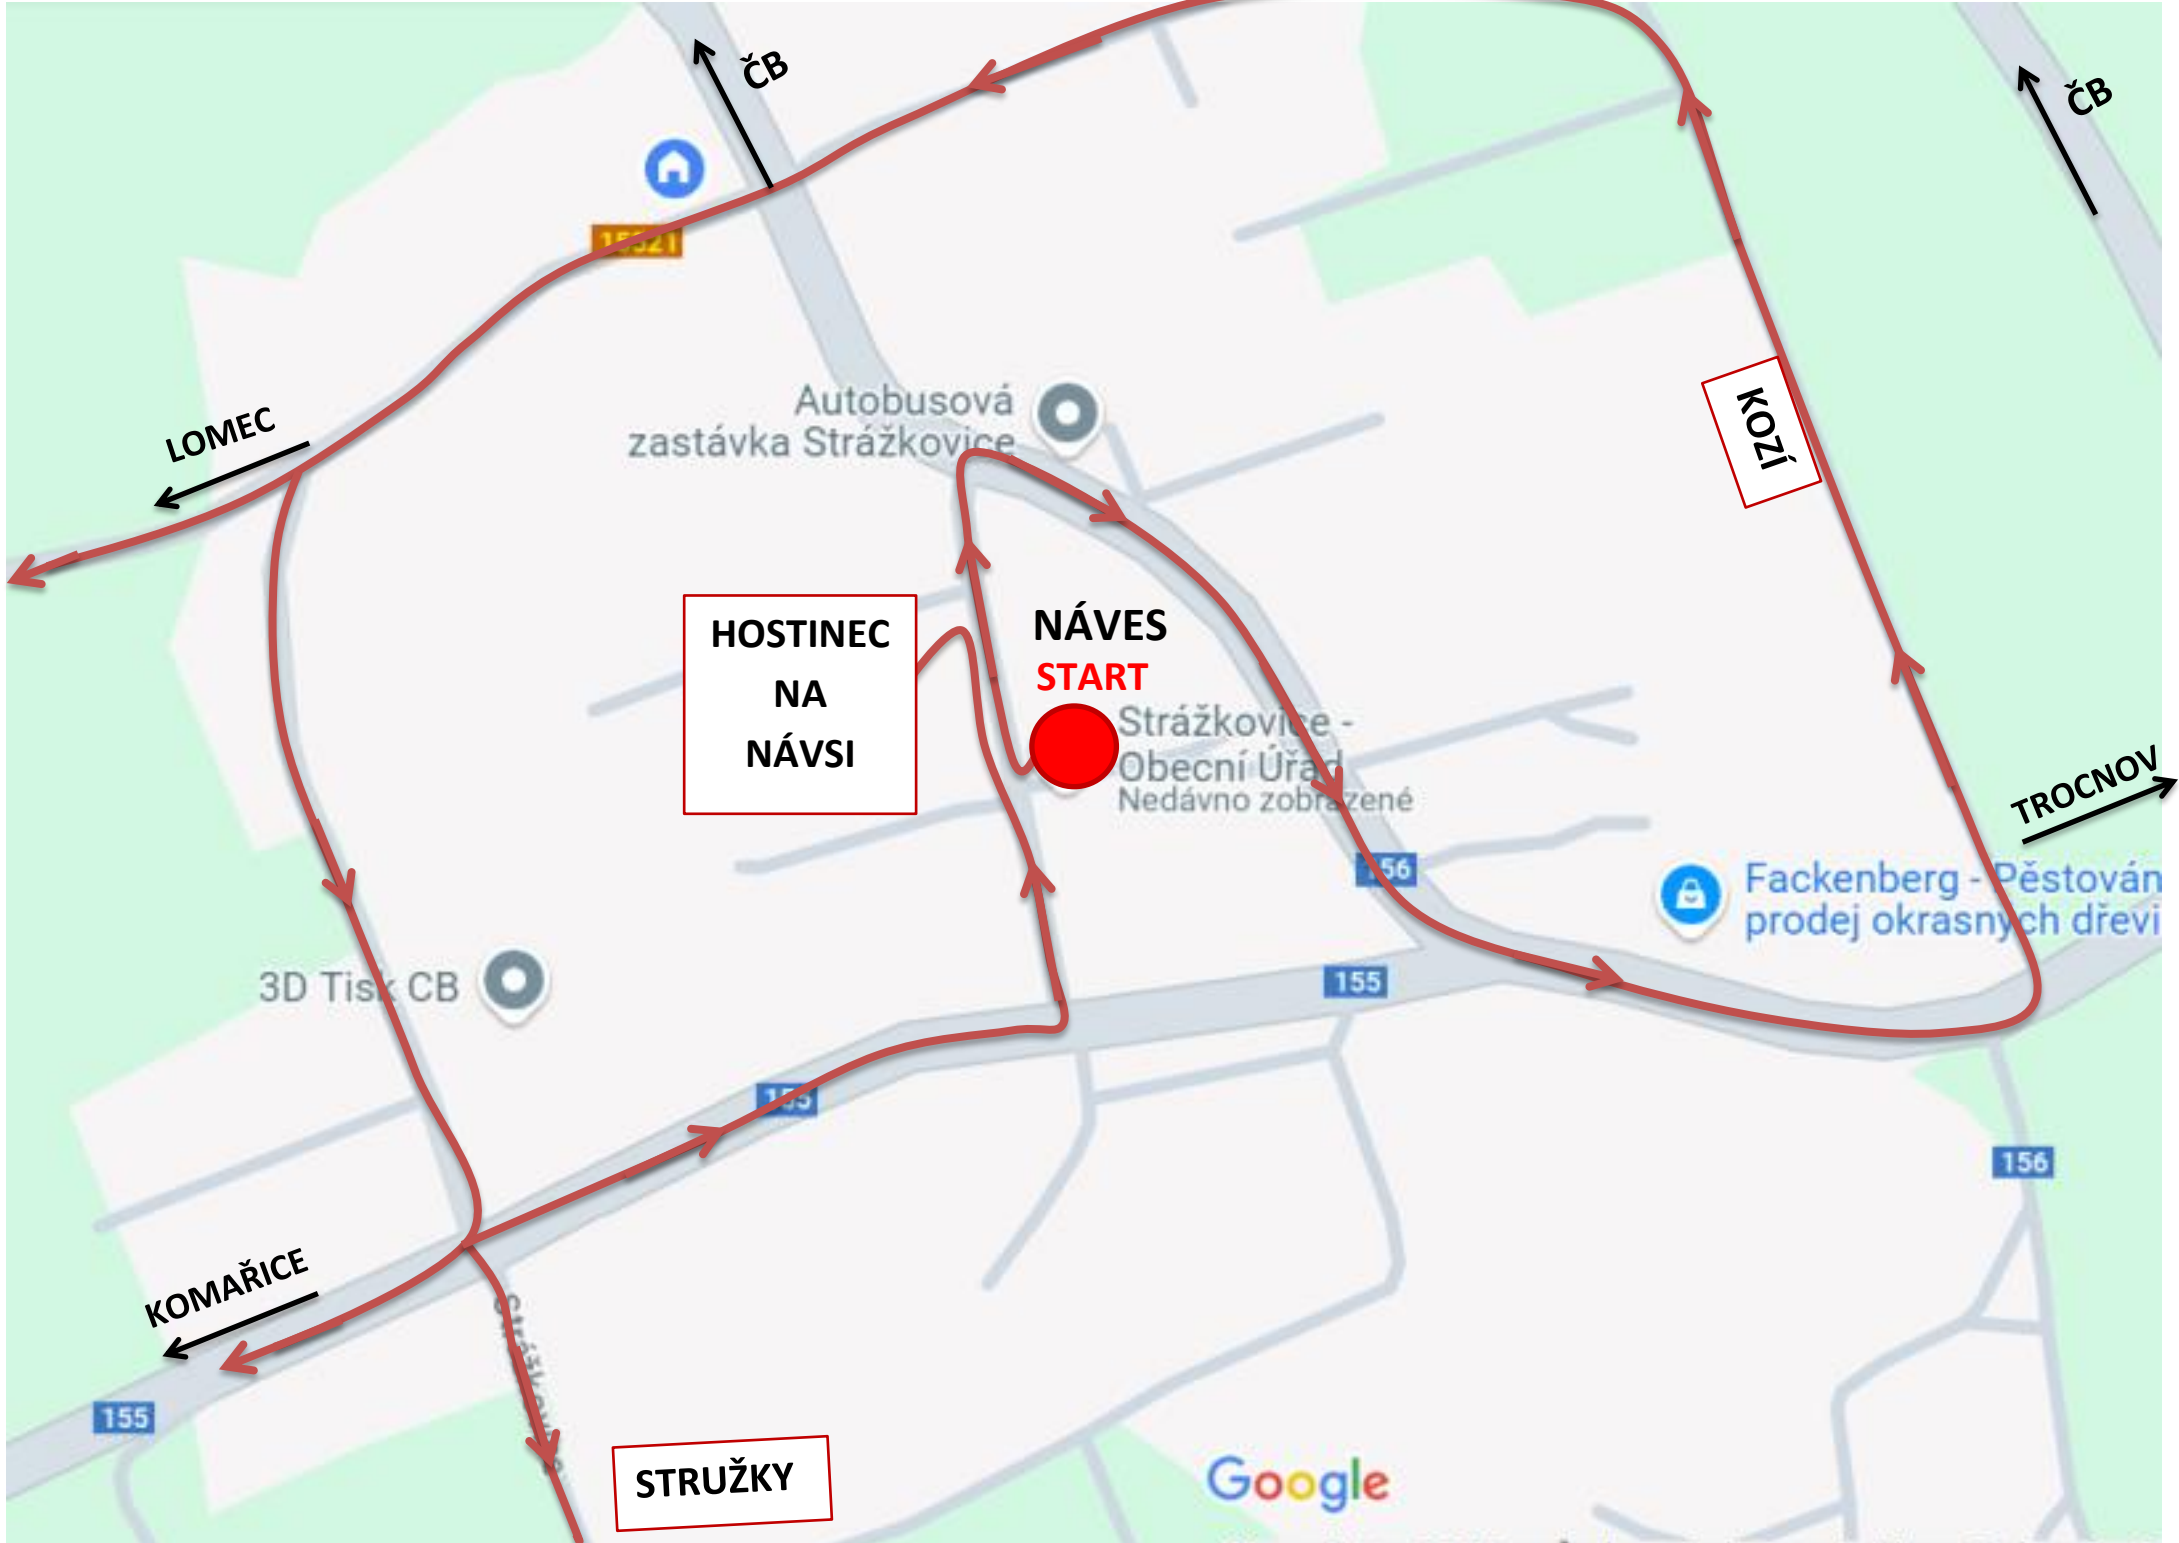 ČB
ČB
15521
Autobusová
zastávka Strážkovice
LOMEC
KOZÍ
HOSTINEC
NA
NÁVSI
NÁVES
START
Strážkovice -
Obecní Úřad
Nedávno zobrazené
TROCNOV
156
Fackenberg - Pěstován
prodej okrasných dřevi
155
3D Tisk CB
155
156
KOMAŘICE
155
STRUŽKY
Google